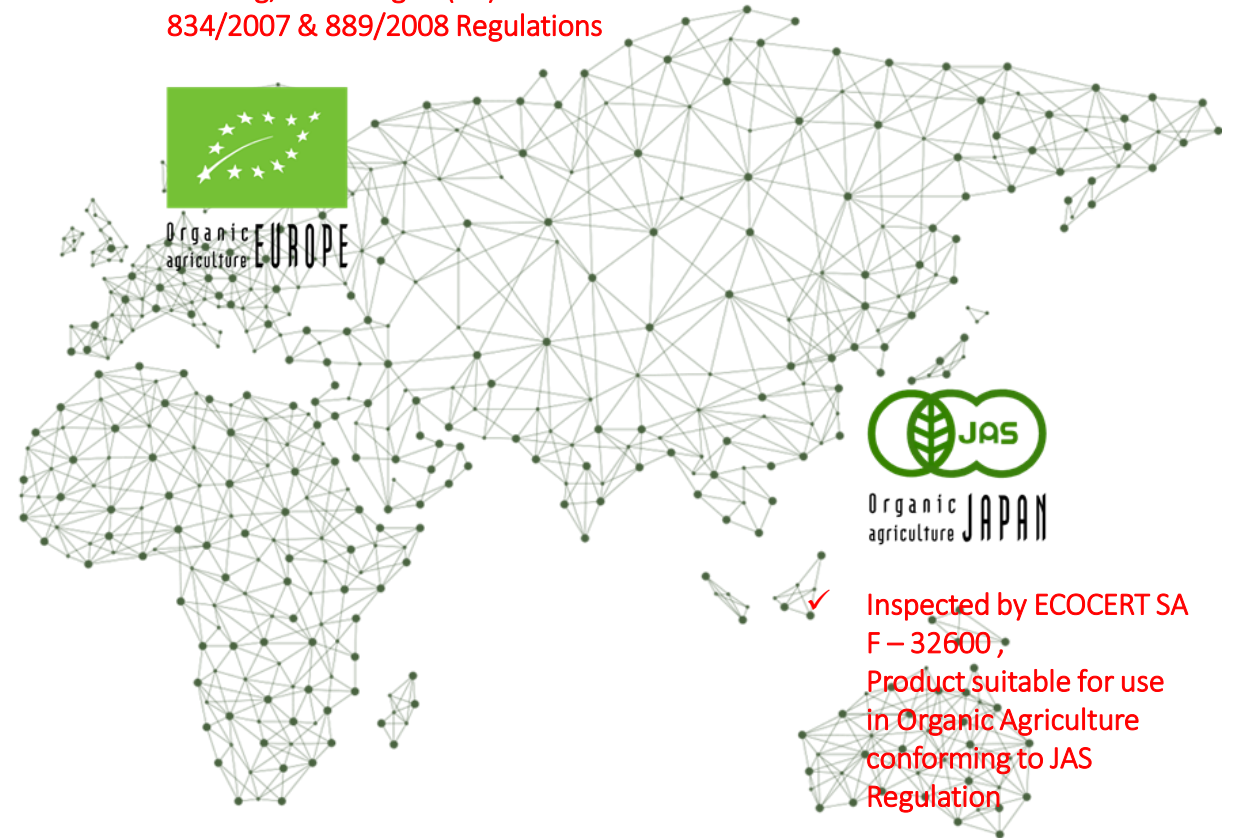 834/2007 & 889/2008 Regulations
Organic
agriculture EUROPE
JAS
Organic
agriculture JAPAN
✓ Inspected by ECOCERT SA
F – 32600 ,
Product suitable for use
in Organic Agriculture
conforming to JAS
Regulation